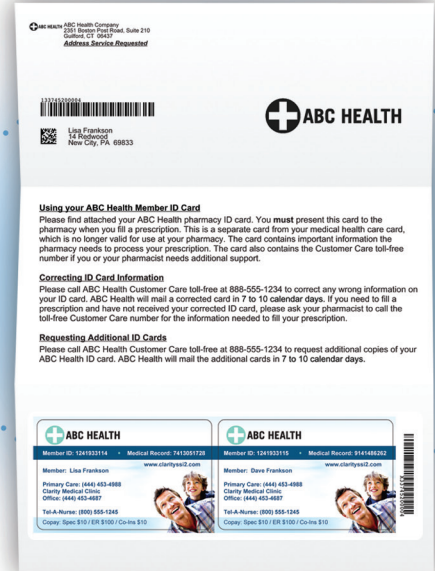 ABC HEALTH
ABC Health Company
2351 Boston Post Road, Suite 210
Guilford, CT 06437
Address Service Requested
133745200004
ABC HEALTH
Lisa Frankson
14 Redwood
New City, PA 69833
Using your ABC Health Member ID Card
Please find attached your ABC Health pharmacy ID card. You must present this card to the
pharmacy when you fill a prescription. This is a separate card from your medical health care card,
which is no longer valid for use at your pharmacy. The card contains important information the
pharmacy needs to process your prescription. The card also contains the Customer Care toll-free
number if you or your pharmacist needs additional support.
Correcting ID Card Information
Please call ABC Health Customer Care toll-free at 888-555-1234 to correct any wrong information on
your ID card. ABC Health will mail a corrected card in 7 to 10 calendar days. If you need to fill a
prescription and have not received your corrected ID card, please ask your pharmacist to call the
toll-free Customer Care number for the information needed to fill your prescription.
Requesting Additional ID Cards
Please call ABC Health Customer Care toll-free at 888-555-1234 to request additional copies of your
ABC Health ID card. ABC Health will mail the additional cards in 7 to 10 calendar days.
ABC HEALTH
Member ID: 1241933114 • Medical Record: 7413051728
www.clarityssi2.com
Member: Lisa Frankson
Primary Care: (444) 453-4988
Clarity Medical Clinic
Office: (444) 453-4687
Tel-A-Nurse: (800) 555-1245
Copay: Spec $10 / ER $100 / Co-Ins $10
ABC HEALTH
Member ID: 1241933115 • Medical Record: 9141486262
www.clarityssi2.com
Member: Dave Frankson
Primary Care: (444) 453-4988
Clarity Medical Clinic
Office: (444) 453-4687
Tel-A-Nurse: (800) 555-1245
Copay: Spec $10 / ER $100 / Co-Ins $10